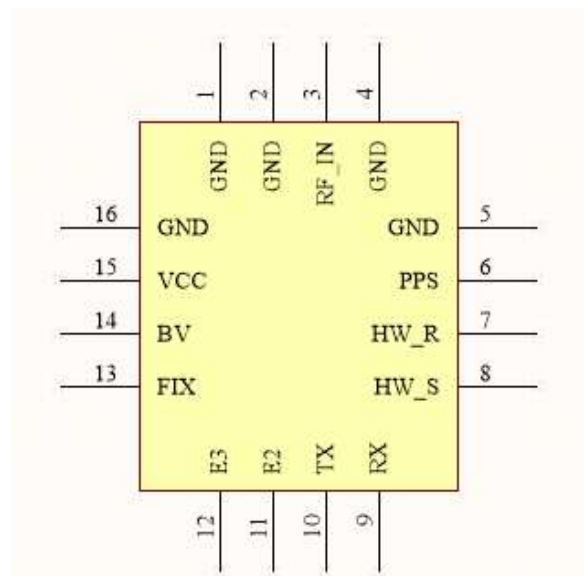 1 2 3 4
GND GND RF_IN GND
16 GND GND 5
15 VCC PPS 6
14 BV HW_R 7
13 FIX HW_S 8
E3 E2 TX RX
12 11 10 9